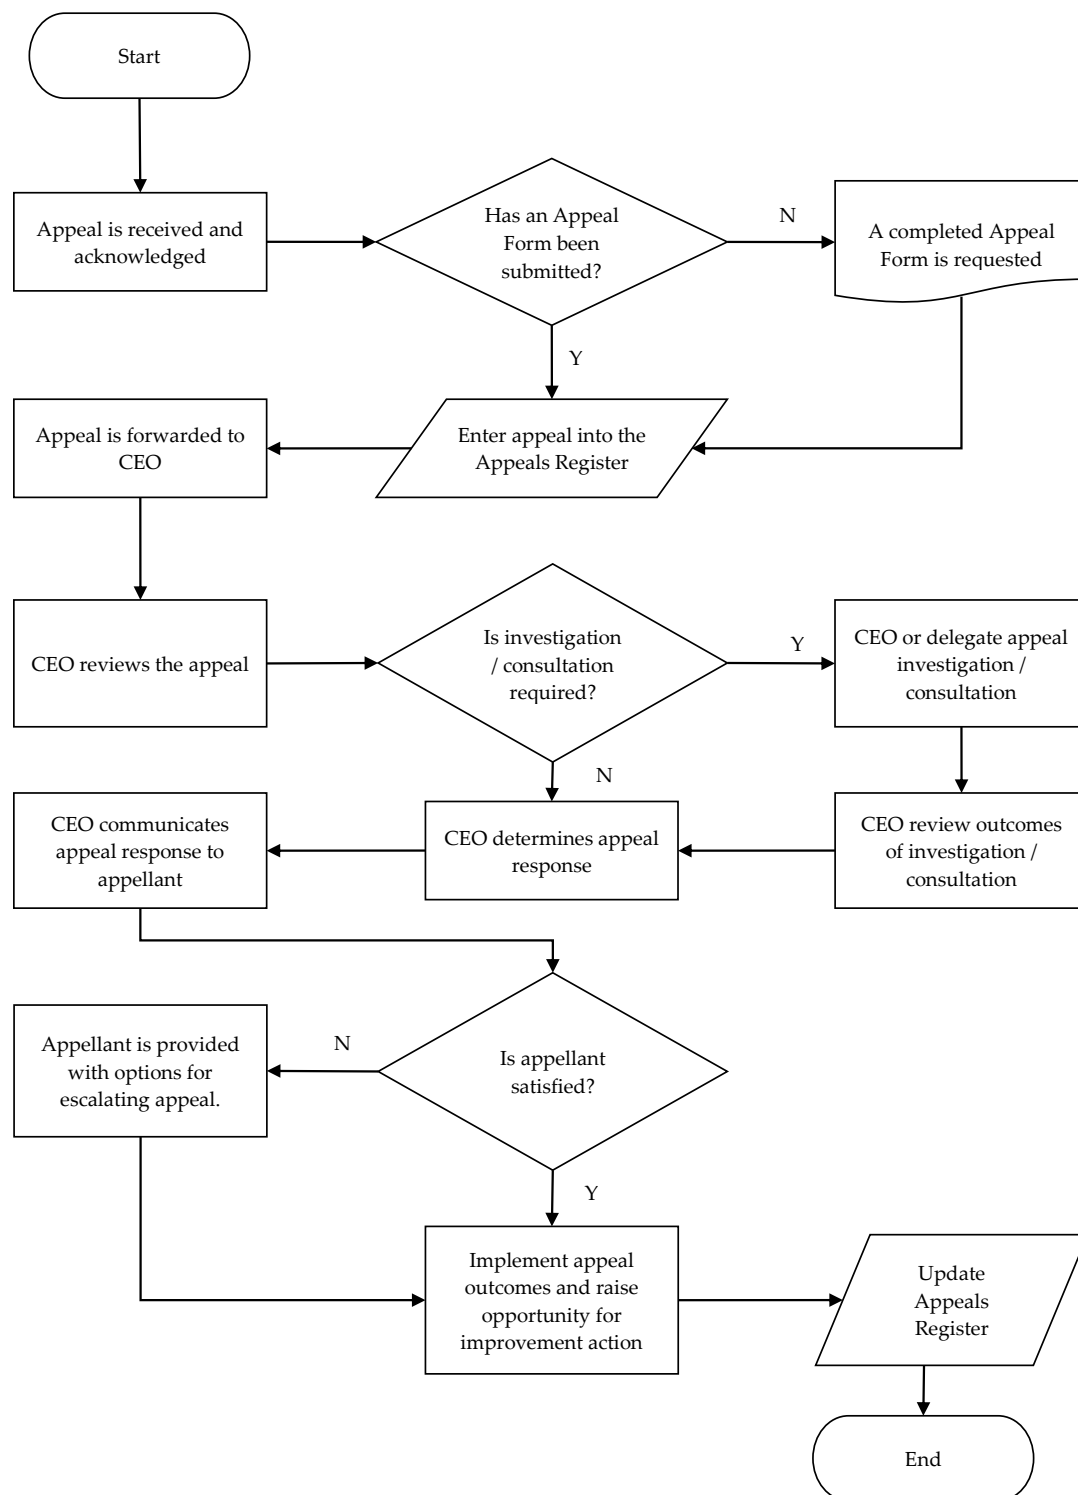 Start
Appeal is received and
acknowledged
Has an Appeal
Form been
submitted?
N
A completed Appeal
Form is requested
Y
Appeal is forwarded to
CEO
Enter appeal into the
Appeals Register
CEO reviews the appeal
Is investigation
/ consultation
required?
Y
CEO or delegate appeal
investigation /
consultation
N
CEO communicates
appeal response to
appellant
CEO determines appeal
response
CEO review outcomes
of investigation /
consultation
Appellant is provided
with options for
escalating appeal.
N
Is appellant
satisfied?
Y
Implement appeal
outcomes and raise
opportunity for
improvement action
Update
Appeals
Register
End